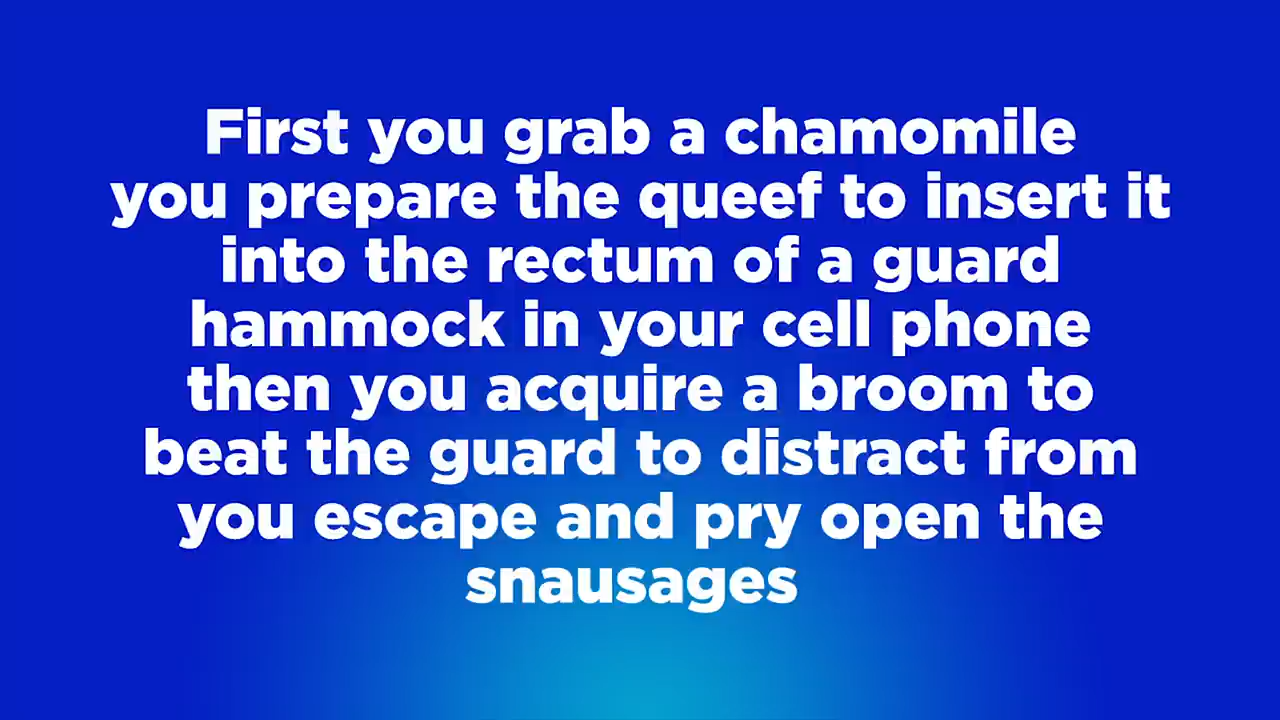 First you grab a chamomile
you prepare the queef to insert it
into the rectum of a guard
hammock in your cell phone
then you acquire a broom to
beat the guard to distract from
you escape and pry open the
snausages